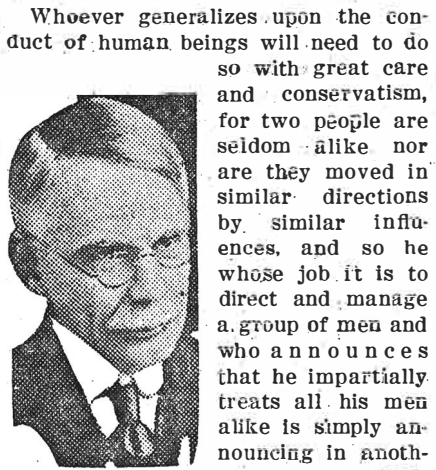 Whoever generalizes upon the con-
duct of human beings will need to do
so with great care
and conservatism,
for two people are
seldom alike nor
are they moved in
similar directions
by similar influ-
ences, and so he
whose job it is to
direct and manage
a group of men and
who announces
that he impartially
treats all his men
alike is simply an-
nouncing in anoth-